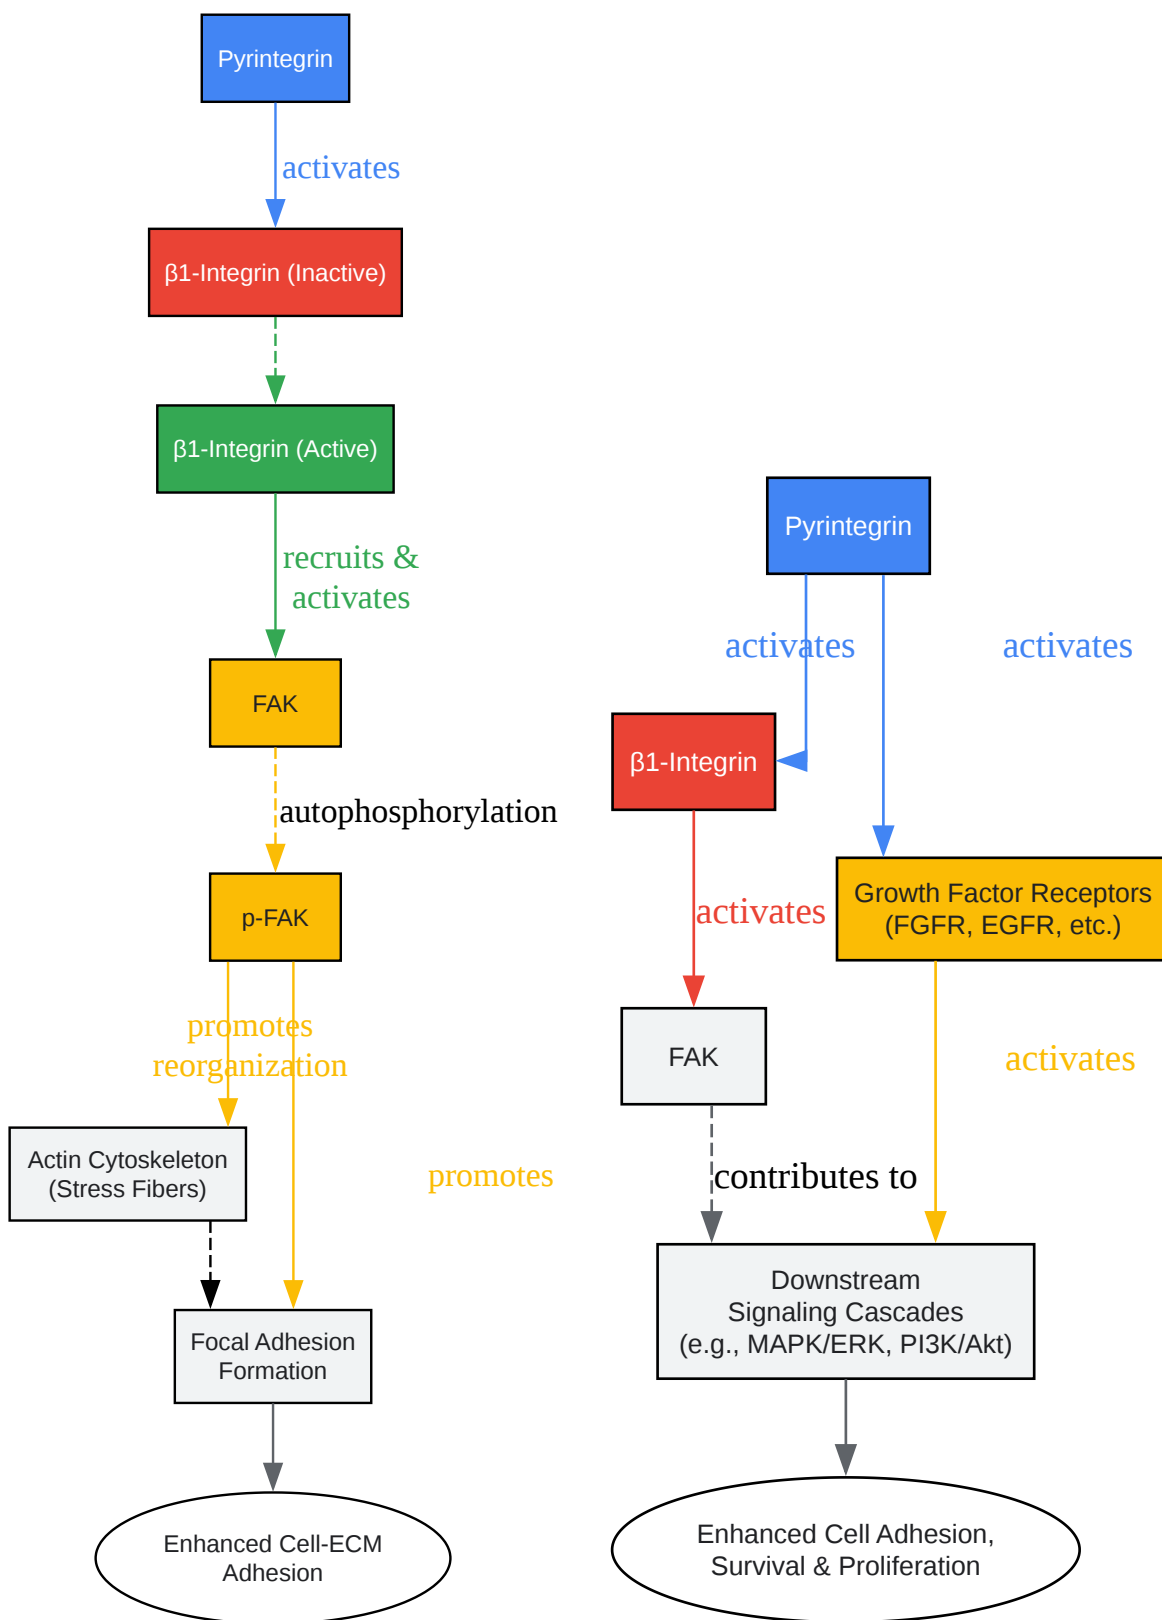 Pyrintegrin
activates
β1-Integrin (Inactive)
β1-Integrin (Active)
recruits &
activates
FAK
autophosphorylation
p-FAK
promotes
reorganization
Actin Cytoskeleton
(Stress Fibers)
promotes
Focal Adhesion
Formation
Enhanced Cell-ECM
Adhesion
Pyrintegrin
activates
activates
β1-Integrin
Growth Factor Receptors
(FGFR, EGFR, etc.)
activates
FAK
activates
contributes to
Downstream
Signaling Cascades
(e.g., MAPK/ERK, PI3K/Akt)
Enhanced Cell Adhesion,
Survival & Proliferation